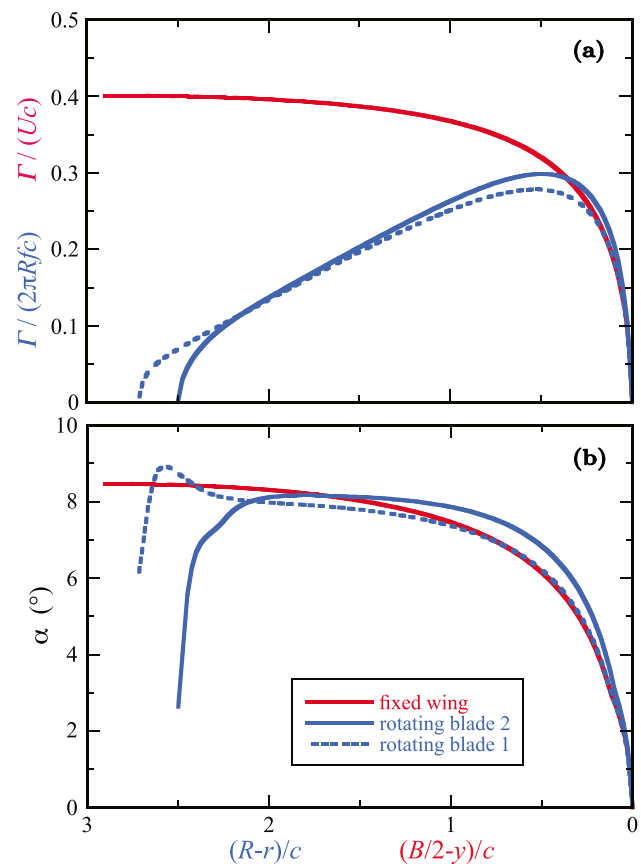 0.5
(a)
0.4
Γ / (Uc)
0.3
0.2
Γ / (2πRfc)
0.1
0
10
(b)
8
6
α (°)
4
fixed wing
rotating blade 2
2
rotating blade 1
0
3 2 1 0
(R-r)/c (B/2-y)/c